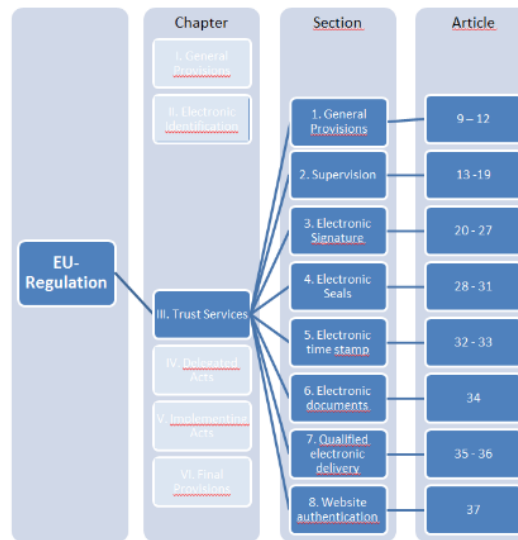 Chapter
Section
Article
I. General
Provisions
II. Electronic
Identification
1. General
Provisions
9 – 12
2. Supervision
13 -19
3. Electronic
Signature
20 - 27
EU-
Regulation
4. Electronic
Seals
28 - 31
III. Trust Services
5. Electronic
time stamp
32 - 33
IV. Delegated
Acts
6. Electronic
documents
34
V. Implementing
Acts
7. Qualified
electronic
delivery
35 - 36
VI. Final
Provisions
8. Website
authentication
37